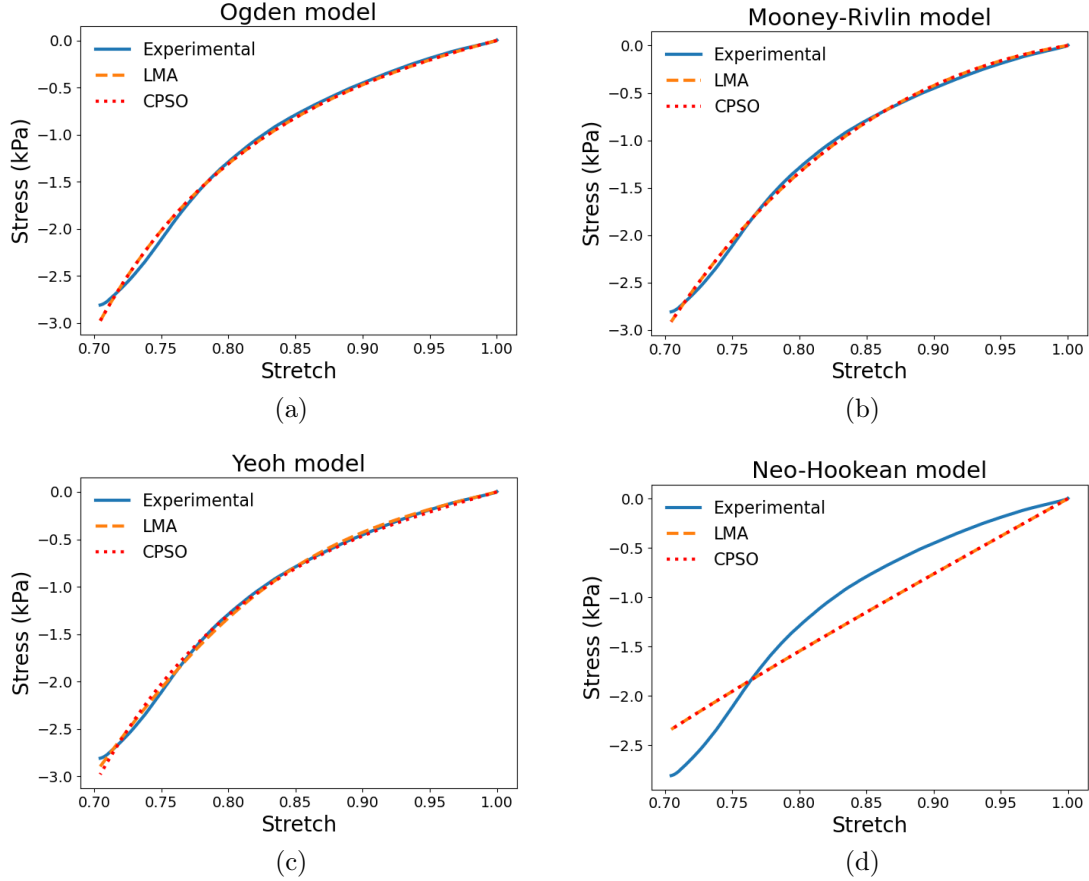 Ogden model
0.0
−0.5
−1.0
−1.5
−2.0
−2.5
−3.0
Stress (kPa)
Experimental
LMA
CPSO
0.70 0.75 0.80 0.85 0.90 0.95 1.00
Stretch
(a)
Mooney-Rivlin model
0.0
−0.5
−1.0
−1.5
−2.0
−2.5
−3.0
Stress (kPa)
Experimental
LMA
CPSO
0.70 0.75 0.80 0.85 0.90 0.95 1.00
Stretch
(b)
Yeoh model
0.0
−0.5
−1.0
−1.5
−2.0
−2.5
−3.0
Stress (kPa)
Experimental
LMA
CPSO
0.70 0.75 0.80 0.85 0.90 0.95 1.00
Stretch
(c)
Neo-Hookean model
0.0
−0.5
−1.0
−1.5
−2.0
−2.5
Stress (kPa)
Experimental
LMA
CPSO
0.70 0.75 0.80 0.85 0.90 0.95 1.00
Stretch
(d)